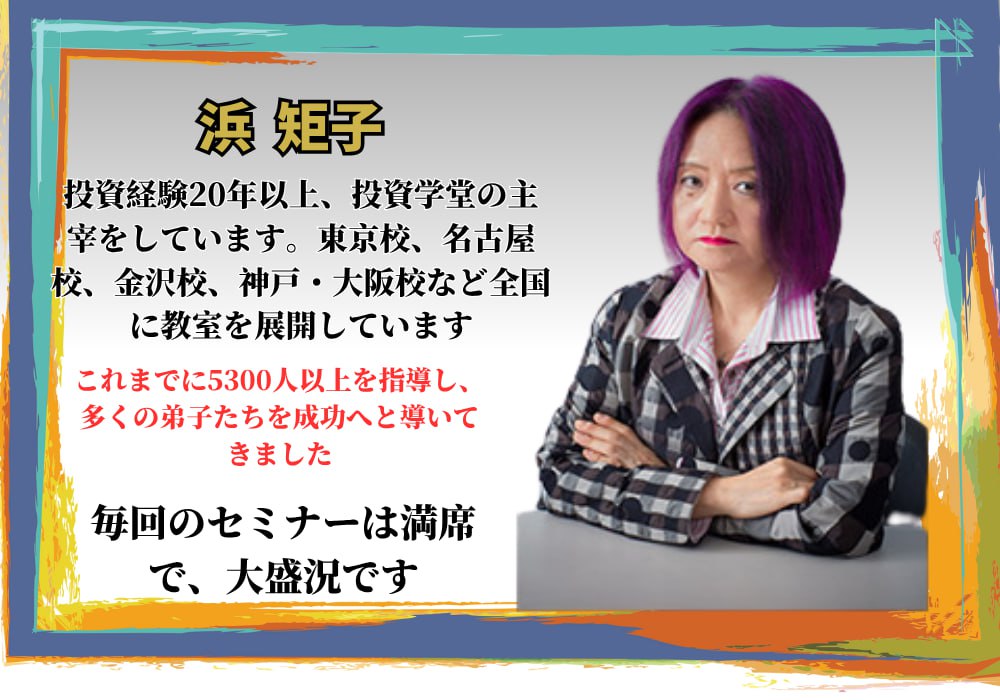 浜 矩子
投資経験20年以上、投資学堂の主
宰をしています。東京校、名古屋
校、金沢校、神戸・大阪校など全国
に教室を展開しています
これまでに5300人以上を指導し、
多くの弟子たちを成功へと導いて
きました
毎回のセミナーは満席
で、大盛況です